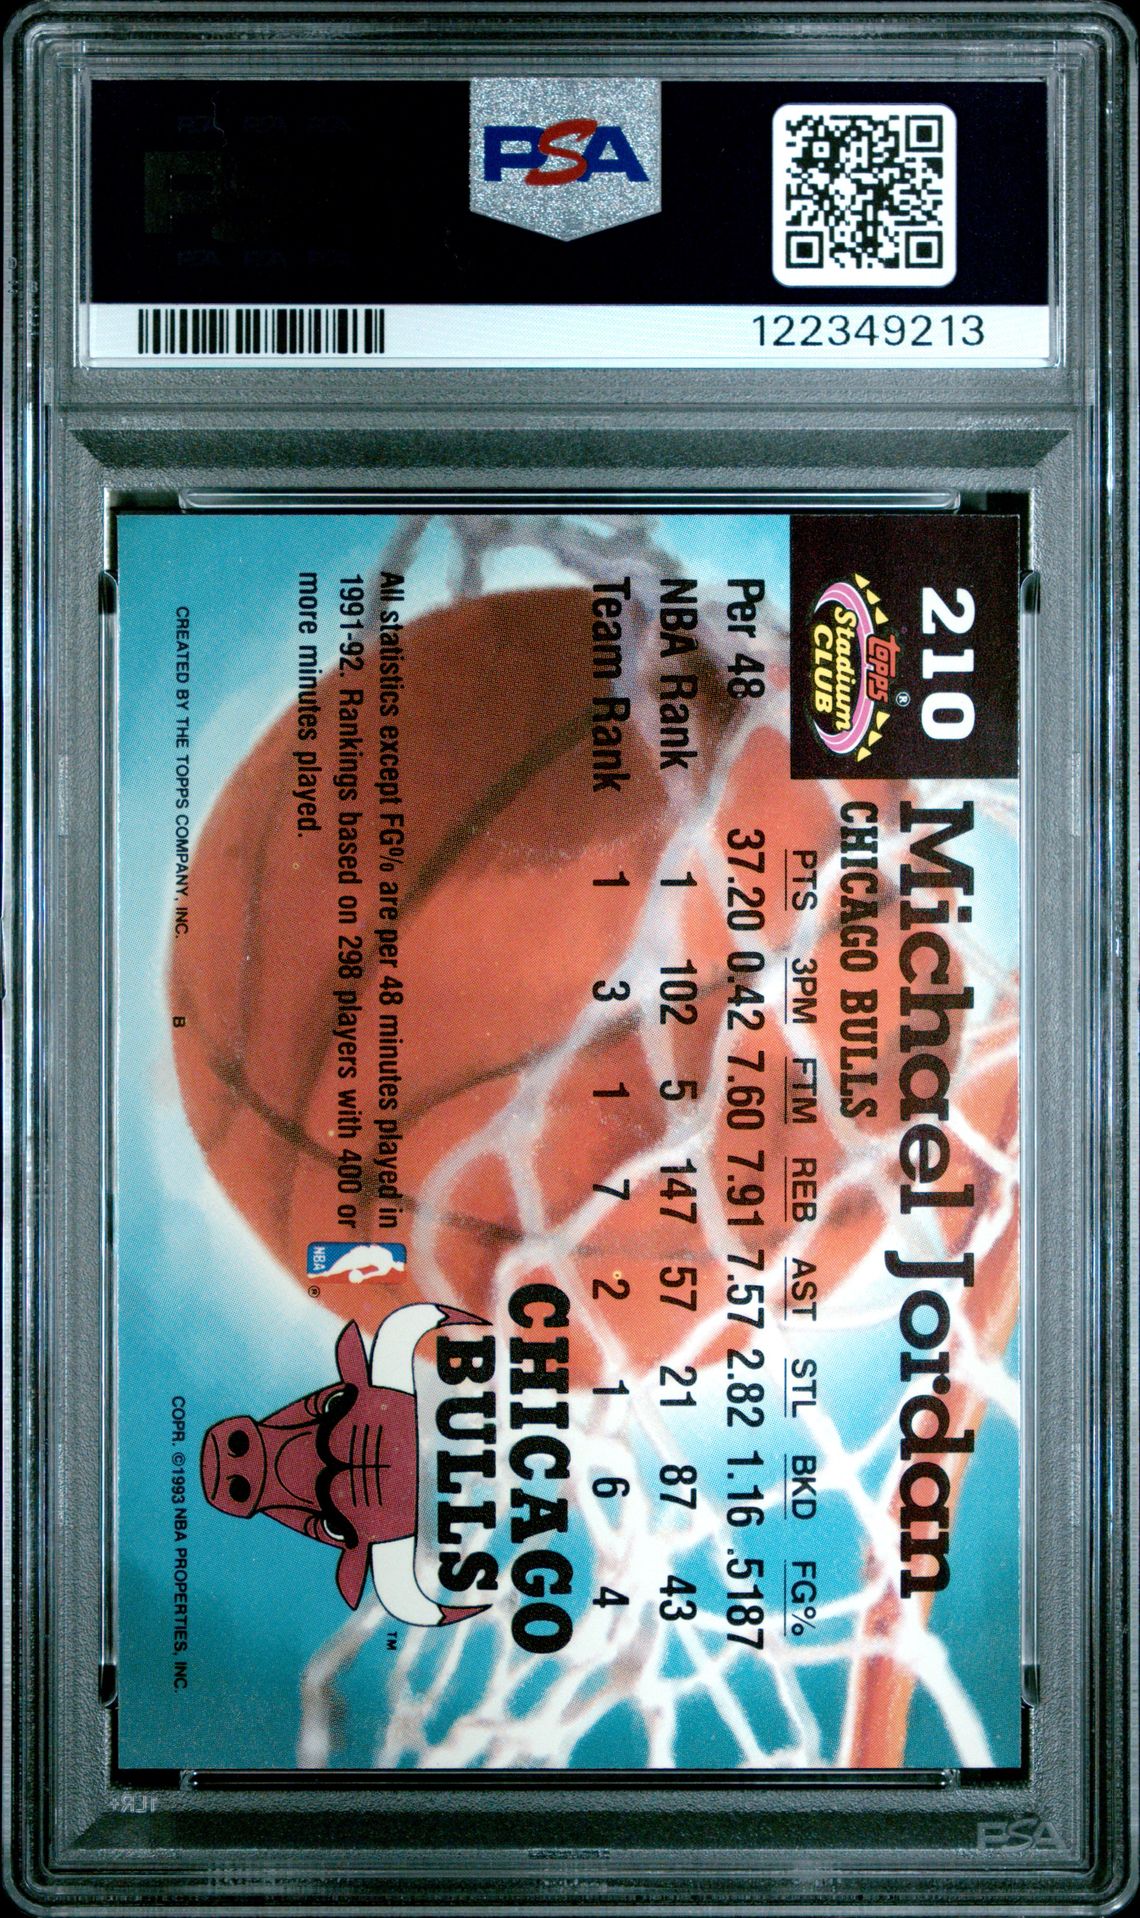 PSA
122349213
210
Michael Jordan
topps®
Stadium
CLUB
CHICAGO BULLS
PTS 3PM FTM REB AST STL BKD FG%
Per 48 37.20 0.42 7.60 7.91 7.57 2.82 1.16 .5187
NBA Rank 1 102 5 147 57 21 87 43
Team Rank 1 3 1 7 2 1 6 4
CHICAGO
BULLS
All statistics except FG% are per 48 minutes played in
1991-92. Rankings based on 298 players with 400 or
more minutes played.
NBA
®
TM
CREATED BY THE TOPPS COMPANY, INC. B COPR. ©1993 NBA PROPERTIES, INC.
PSA